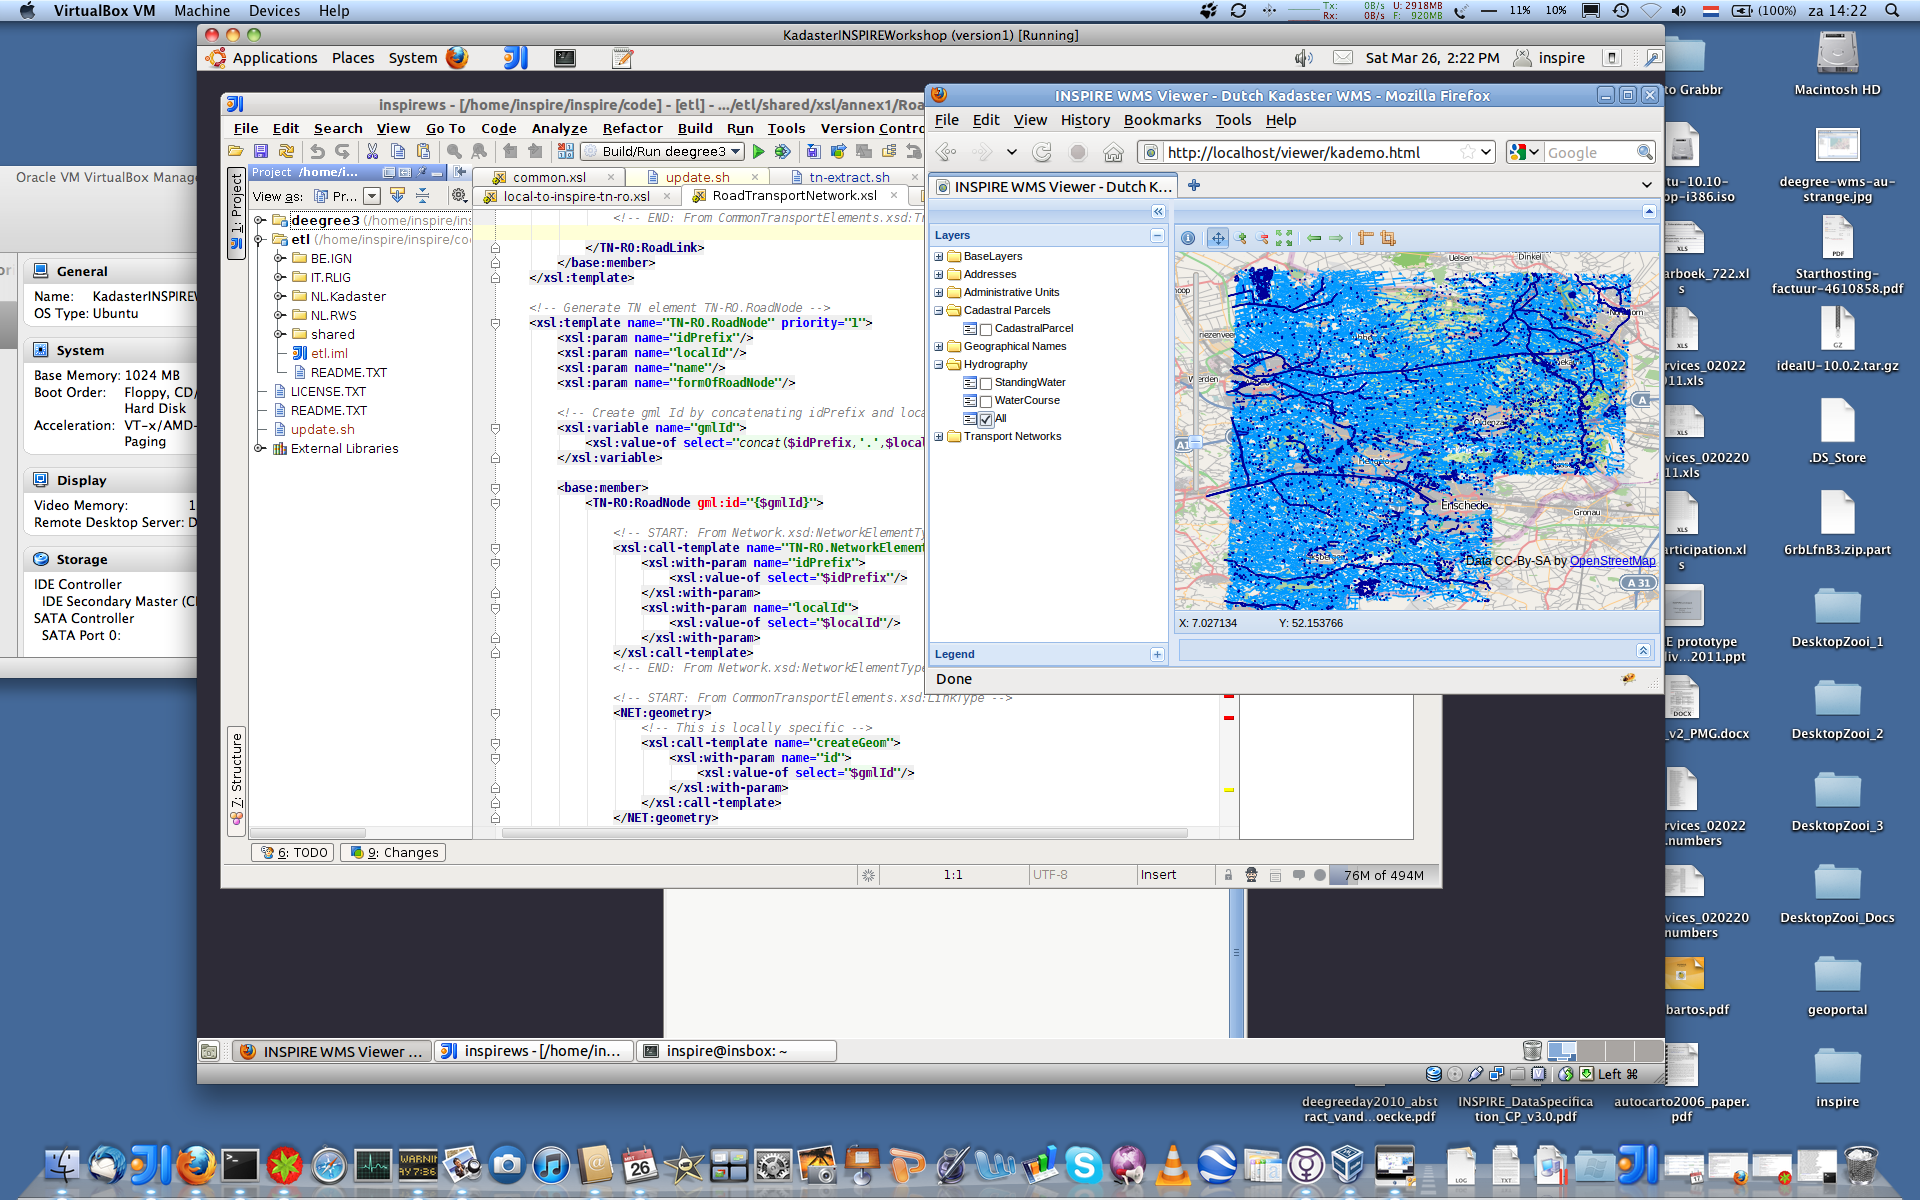 VirtualBox VM Machine Devices Help
Tx: 0B/s U: 2918MB
Rx: 0B/s F: 920MB
11% 10% (100%) za 14:22
KadasterINSPIREWorkshop (version1) [Running]
Applications Places System
Sat Mar 26, 2:22 PM inspire
inspirews - [/home/inspire/inspire/code] - [etl] - .../etl/shared/xsl/annex1/Roa
File Edit Search View Go To Code Analyze Refactor Build Run Tools Version Contro
Build/Run deegree3
Project /home/i...
View as: Pr...
1: Project
7: Structure
deegree3 (/home/inspire/ins
etl (/home/inspire/inspire/co
BE.IGN
IT.RLIG
NL.Kadaster
NL.RWS
shared
etl.iml
README.TXT
LICENSE.TXT
README.TXT
update.sh
External Libraries
common.xsl update.sh tn-extract.sh
local-to-inspire-tn-ro.xsl RoadTransportNetwork.xsl
<!-- END: From CommonTransportElements.xsd:T
</TN-RO:RoadLink>
</base:member>
</xsl:template>
<!-- Generate TN element TN-RO.RoadNode -->
<xsl:template name="TN-RO.RoadNode" priority="1">
<xsl:param name="idPrefix"/>
<xsl:param name="localId"/>
<xsl:param name="name"/>
<xsl:param name="formOfRoadNode"/>
<!-- Create gml Id by concatenating idPrefix and loca
<xsl:variable name="gmlId">
<xsl:value-of select="concat($idPrefix,'.',$local
</xsl:variable>
<base:member>
<TN-RO:RoadNode gml:id="{$gmlId}">
<!-- START: From Network.xsd:NetworkElementTy
<xsl:call-template name="TN-RO.NetworkElement
<xsl:with-param name="idPrefix">
<xsl:value-of select="$idPrefix"/>
</xsl:with-param>
<xsl:with-param name="localId">
<xsl:value-of select="$localId"/>
</xsl:with-param>
</xsl:call-template>
<!-- END: From Network.xsd:NetworkElementType
<!-- START: From CommonTransportElements.xsd:LinkType -->
<NET:geometry>
<!-- This is locally specific -->
<xsl:call-template name="createGeom">
<xsl:with-param name="id">
<xsl:value-of select="$gmlId"/>
</xsl:with-param>
</xsl:call-template>
</NET:geometry>
6: TODO 9: Changes
1:1 UTF-8 Insert 76M of 494M
INSPIRE WMS Viewer - Dutch Kadaster WMS - Mozilla Firefox
File Edit View History Bookmarks Tools Help
http://localhost/viewer/kademo.html
Google
INSPIRE WMS Viewer - Dutch K...
Layers
BaseLayers
Addresses
Administrative Units
Cadastral Parcels
CadastralParcel
Geographical Names
Hydrography
StandingWater
WaterCourse
All
Transport Networks
Legend
Uelsen
Dinkel
Enschede
Gronau
A
A1
A 31
Data CC-By-SA by OpenStreetMap
X: 7.027134 Y: 52.153766
Done
Oracle VM VirtualBox Manag
General
Name: KadasterINSPIREW
OS Type: Ubuntu
System
Base Memory: 1024 MB
Boot Order: Floppy, CD/
Hard Disk
Acceleration: VT-x/AMD-
Paging
Display
Video Memory: 1
Remote Desktop Server: D
Storage
IDE Controller
IDE Secondary Master (C
SATA Controller
SATA Port 0:
INSPIRE WMS Viewer ...
inspirews - [/home/in...
inspire@insbox: ~
Left ⌘
to Grabbr
Macintosh HD
tu-10.10-
op-i386.iso
deegree-wms-au-
strange.jpg
arboek_722.xl
s
Starthosting-
factuur-4610858.pdf
rvices_02022
011.xls
ideaIU-10.0.2.tar.gz
vices_020220
11.xls
.DS_Store
articipation.xl
s
6rbLfnB3.zip.part
E prototype
liv...2011.ppt
DesktopZooi_1
_v2_PMG.docx
DesktopZooi_2
rvices_02022
.numbers
DesktopZooi_3
vices_020220
numbers
DesktopZooi_Docs
bartos.pdf
geoportal
deegreeday2010_abst
ract_vand...oecke.pdf
INSPIRE_DataSpecifica
tion_CP_v3.0.pdf
autocarto2006_paper.
pdf
inspire